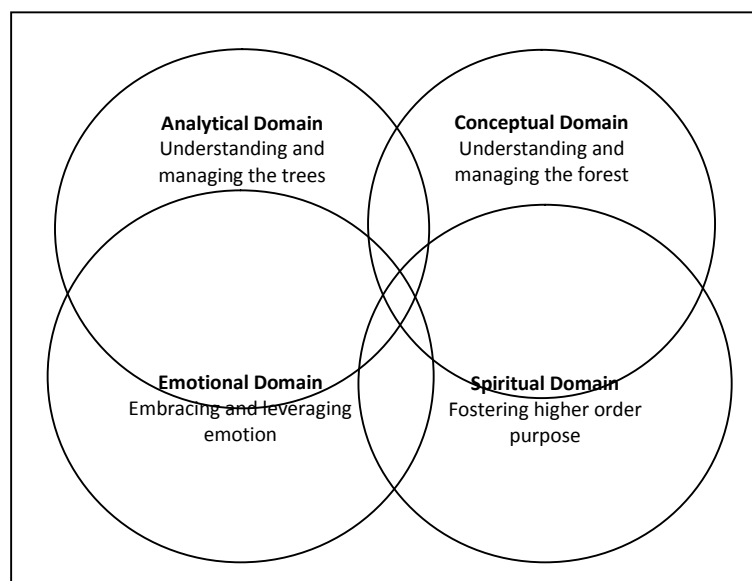 Analytical Domain
Understanding and
managing the trees
Conceptual Domain
Understanding and
managing the forest
Emotional Domain
Embracing and leveraging
emotion
Spiritual Domain
Fostering higher order
purpose